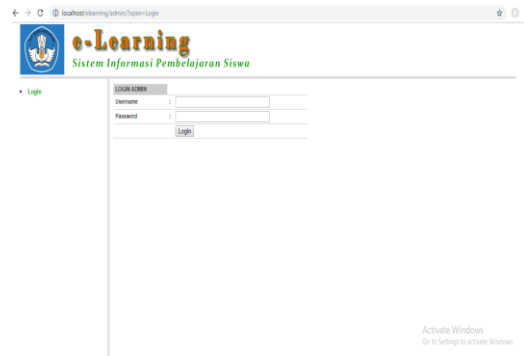 localhost/elearning/admin/?open=Login
e-Learning
Sistem Informasi Pembelajaran Siswa
Login
LOGIN ADMIN
Username :
Password :
Login
Activate Windows
Go to Settings to activate Windows.